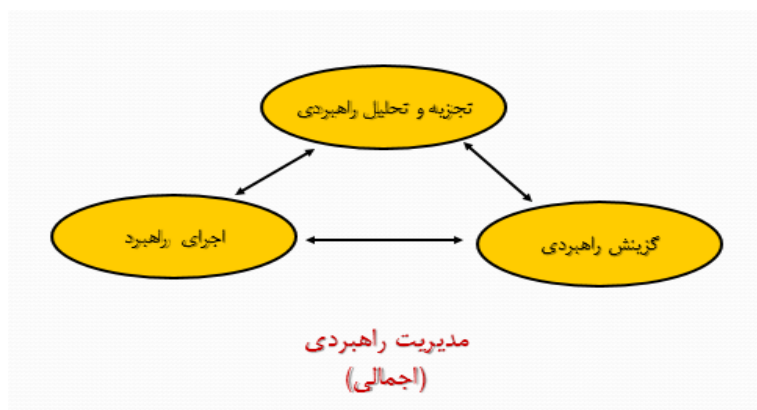 تجزیه و تحلیل راهبردی
گزینش راهبردی
اجرای راهبرد
مدیریت راهبردی
(اجمالی)